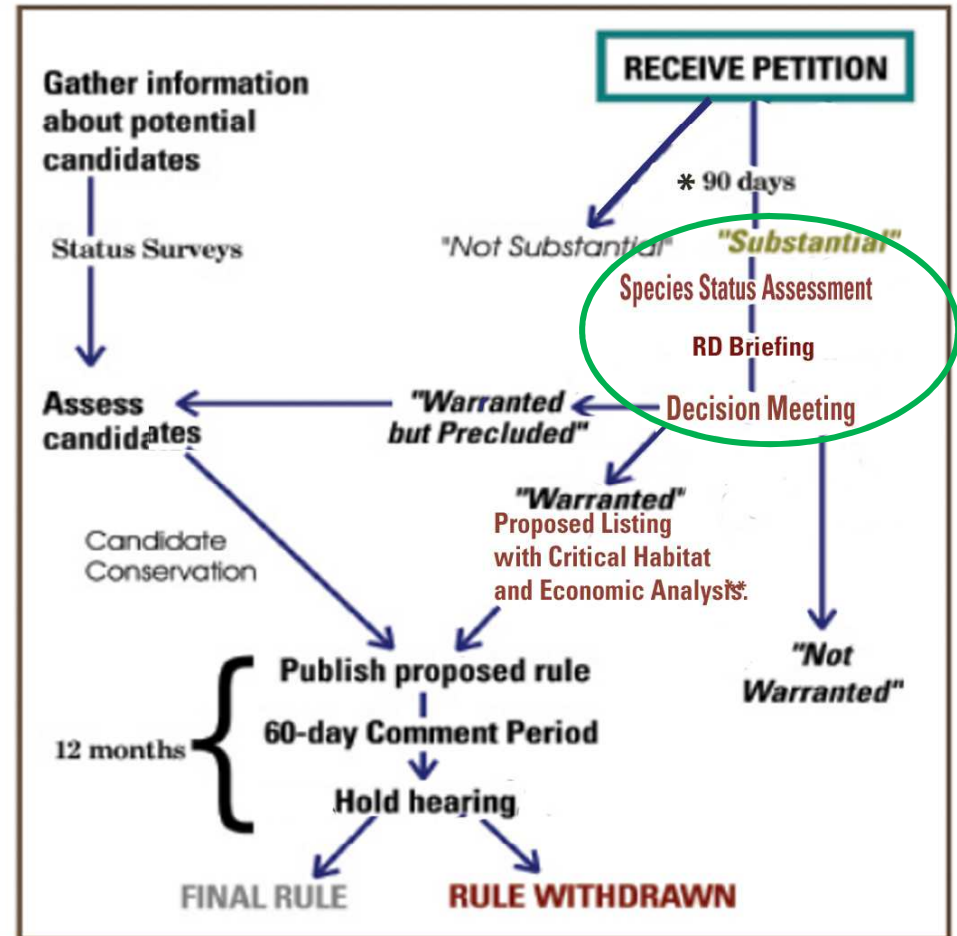 RECEIVE PETITION
Gather information
about potential
candidates
* 90 days
Status Surveys
"Not Substantial"
"Substantial"
Species Status Assessment
RD Briefing
Decision Meeting
"Warranted
but Precluded"
Assess
candidates
"Warranted"
Proposed Listing
with Critical Habitat
and Economic Analysis**.
Candidate
Conservation
"Not
Warranted"
Publish proposed rule
60-day Comment Period
12 months
Hold hearing
FINAL RULE
RULE WITHDRAWN